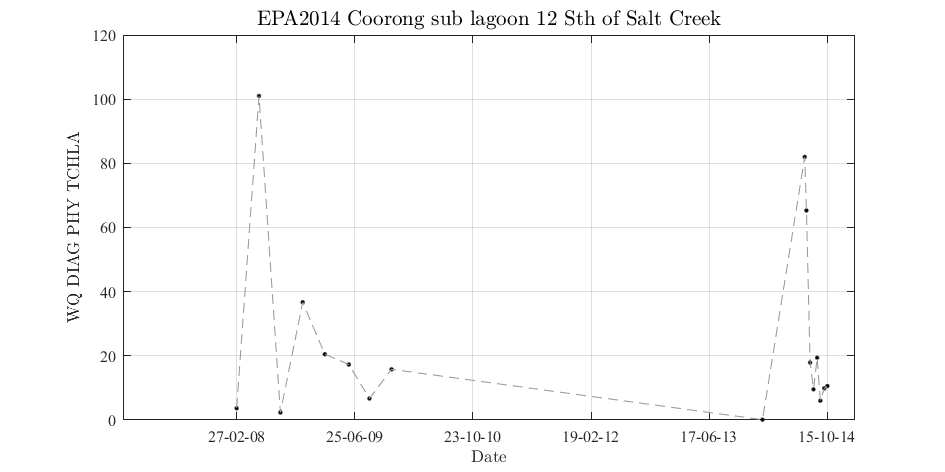 EPA2014 Coorong sub lagoon 12 Sth of Salt Creek
WQ DIAG PHY TCHLA
120
100
80
60
40
20
0
27-02-08 25-06-09 23-10-10 19-02-12 17-06-13 15-10-14
Date